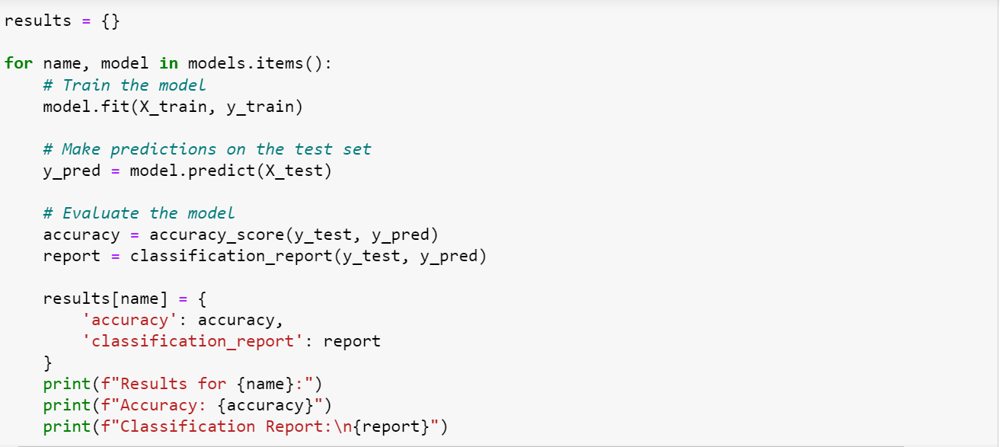 results = {}
for name, model in models.items():
    # Train the model
    model.fit(X_train, y_train)
    # Make predictions on the test set
    y_pred = model.predict(X_test)
    # Evaluate the model
    accuracy = accuracy_score(y_test, y_pred)
    report = classification_report(y_test, y_pred)
    results[name] = {
        'accuracy': accuracy,
        'classification_report': report
    }
    print(f"Results for {name}:")
    print(f"Accuracy: {accuracy}")
    print(f"Classification Report:\n{report}")